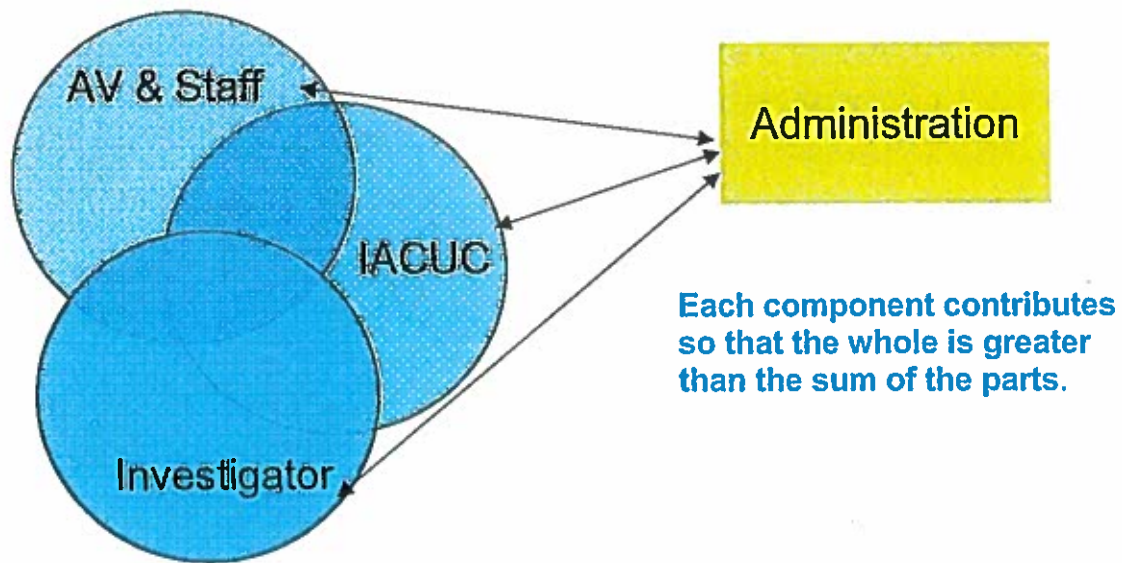 AV & Staff
Administration
IACUC
Each component contributes
so that the whole is greater
than the sum of the parts.
Investigator